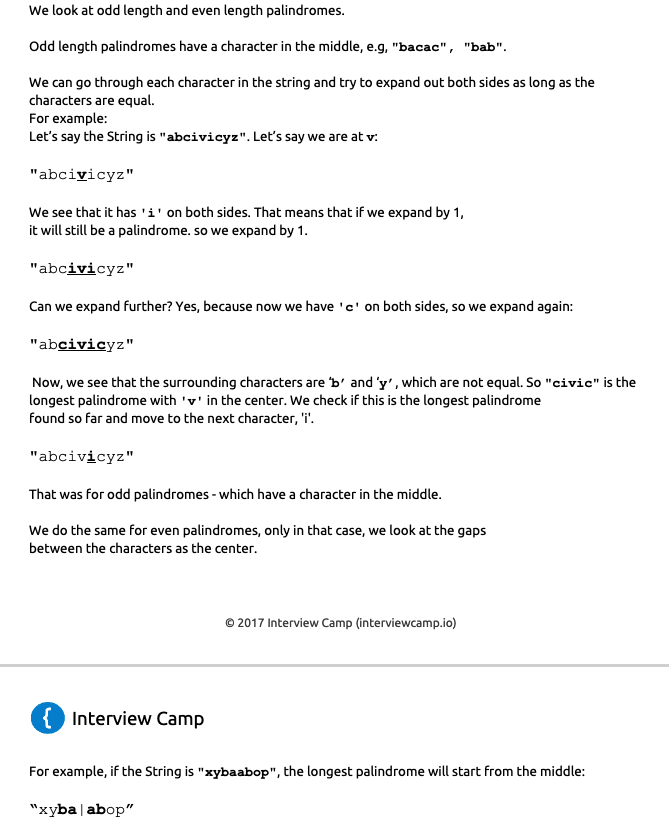 We look at odd length and even length palindromes.
Odd length palindromes have a character in the middle, e.g, "bacac", "bab".
We can go through each character in the string and try to expand out both sides as long as the
characters are equal.
For example:
Let's say the String is "abcivicyz". Let's say we are at v:
"abcivicyz"
We see that it has 'i' on both sides. That means that if we expand by 1,
it will still be a palindrome. so we expand by 1.
"abcivicyz"
Can we expand further? Yes, because now we have 'c' on both sides, so we expand again:
"abcivicyz"
Now, we see that the surrounding characters are ‘b’ and ‘y’, which are not equal. So "civic" is the
longest palindrome with 'v' in the center. We check if this is the longest palindrome
found so far and move to the next character, 'i'.
"abcivicyz"
That was for odd palindromes - which have a character in the middle.
We do the same for even palindromes, only in that case, we look at the gaps
between the characters as the center.
© 2017 Interview Camp (interviewcamp.io)
{ Interview Camp
For example, if the String is "xybaabop", the longest palindrome will start from the middle:
“xyba|abop”